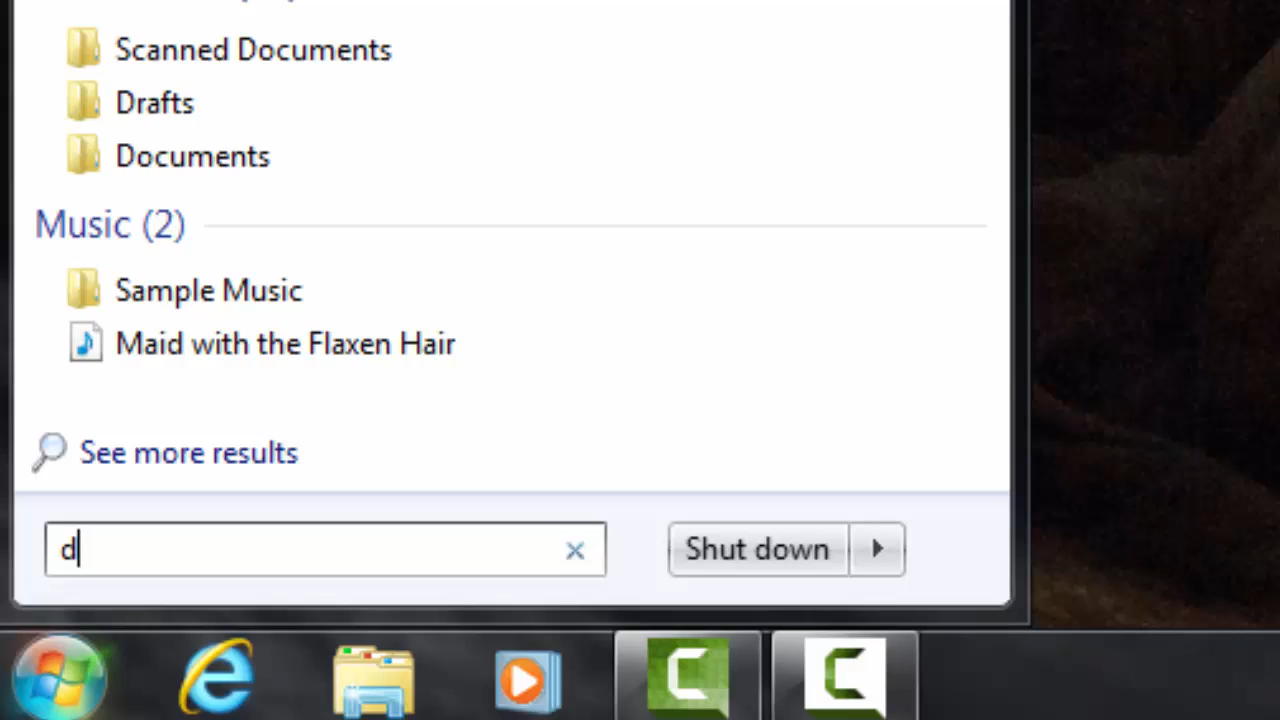 Scanned Documents
Drafts
Documents
Music (2)
Sample Music
Maid with the Flaxen Hair
See more results
d
Shut down